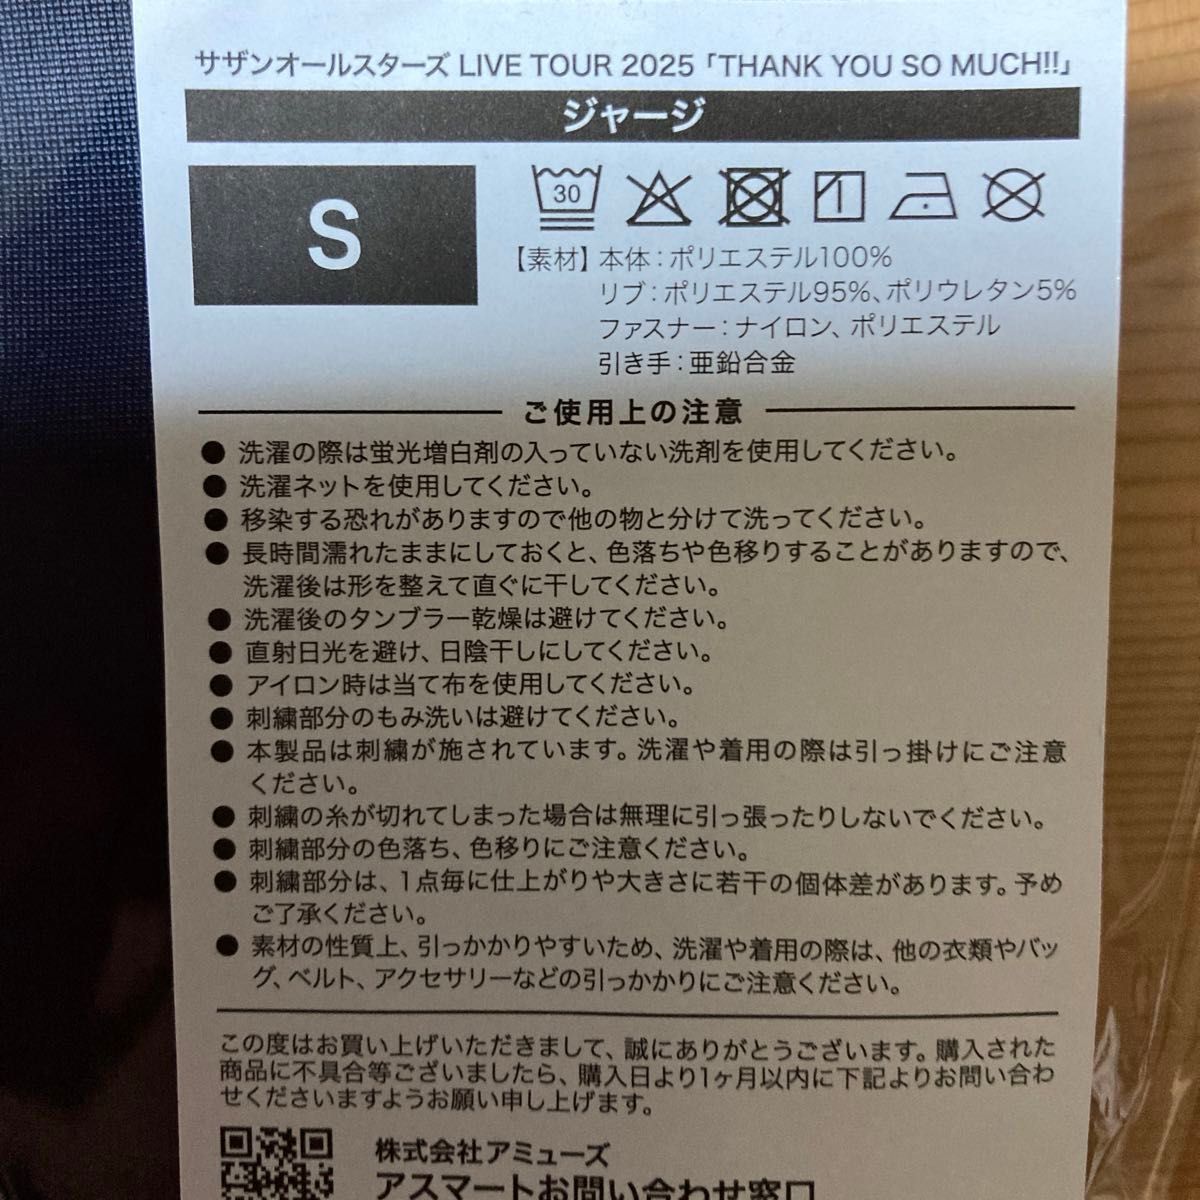 サザンオールスターズ LIVE TOUR 2025「THANK YOU SO MUCH!!」
ジャージ
S
30
【素材】本体：ポリエステル100%
リブ：ポリエステル95%、ポリウレタン5%
ファスナー：ナイロン、ポリエステル
引き手：亜鉛合金
ご使用上の注意
● 洗濯の際は蛍光増白剤の入っていない洗剤を使用してください。
● 洗濯ネットを使用してください。
● 移染する恐れがありますので他の物と分けて洗ってください。
● 長時間濡れたままにしておくと、色落ちや色移りすることがありますので、
洗濯後は形を整えて直ぐに干してください。
● 洗濯後のタンブラー乾燥は避けてください。
● 直射日光を避け、日陰干しにしてください。
● アイロン時は当て布を使用してください。
● 刺繍部分のもみ洗いは避けてください。
● 本製品は刺繍が施されています。洗濯や着用の際は引っ掛けにご注意
ください。
● 刺繍の糸が切れてしまった場合は無理に引っ張ったりしないでください。
● 刺繍部分の色落ち、色移りにご注意ください。
● 刺繍部分は、1点毎に仕上がりや大きさに若干の個体差があります。予め
ご了承ください。
● 素材の性質上、引っかかりやすいため、洗濯や着用の際は、他の衣類やバッ
グ、ベルト、アクセサリーなどの引っかかりにご注意ください。
この度はお買い上げいただきまして、誠にありがとうございます。購入された
商品に不具合等ございましたら、購入日より1ヶ月以内に下記よりお問い合わ
せくださいますようお願い申し上げます。
株式会社アミューズ
アスマートお問い合わせ窓口